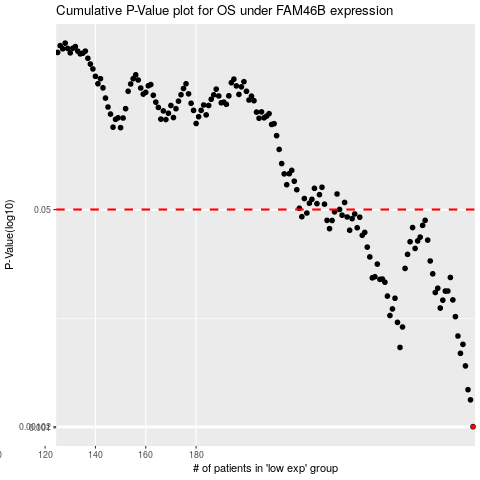 Cumulative P-Value plot for OS under FAM46B expression
P-Value(log10)
0.05
0
120
140
160
180
# of patients in 'low exp' group